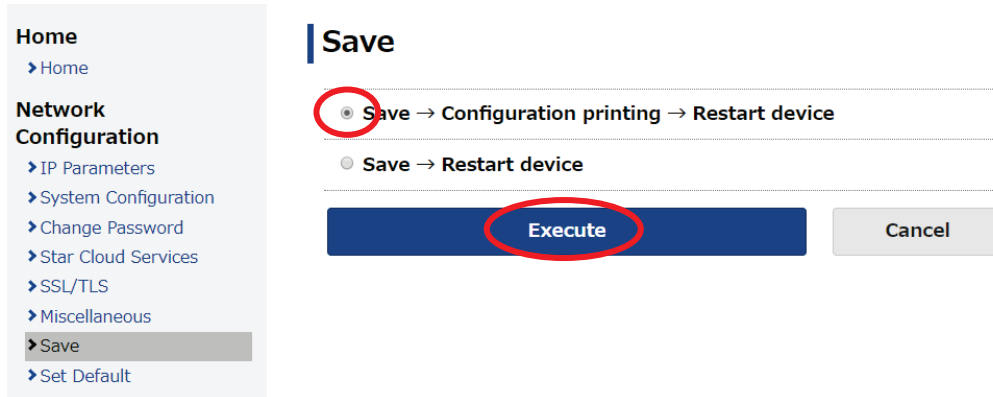 Home
Home
Network
Configuration
IP Parameters
System Configuration
Change Password
Star Cloud Services
SSL/TLS
Miscellaneous
Save
Set Default
Save
Save → Configuration printing → Restart device
Save → Restart device
Execute
Cancel